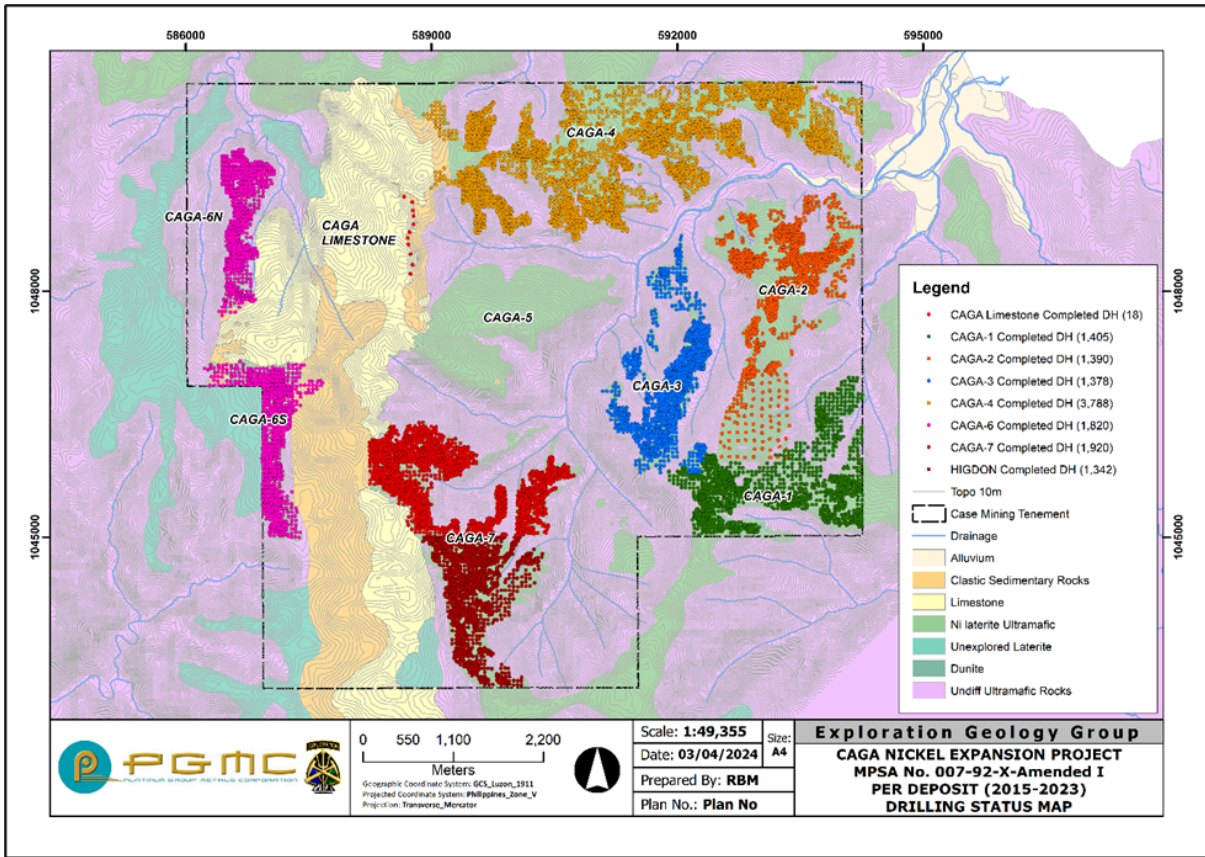 586000
589000
592000
595000
CAGA-4
CAGA-6N
CAGA
LIMESTONE
1048000
1048000
CAGA-2
CAGA-5
CAGA-3
CAGA-6S
CAGA-1
CAGA-7
1045000
1045000
Legend
CAGA Limestone Completed DH (18)
CAGA-1 Completed DH (1,405)
CAGA-2 Completed DH (1,390)
CAGA-3 Completed DH (1,378)
CAGA-4 Completed DH (3,788)
CAGA-6 Completed DH (1,820)
CAGA-7 Completed DH (1,920)
HIGDON Completed DH (1,342)
Topo 10m
Case Mining Tenement
Drainage
Alluvium
Clastic Sedimentary Rocks
Limestone
Ni laterite Ultramafic
Unexplored Laterite
Dunite
Undiff Ultramafic Rocks
PGMC
PLATINUM GROUP METALS CORPORATION
0 550 1,100 2,200
Meters
Geographic Coordinate System: GCS_Luzon_1911
Projected Coordinate System: Philippines_Zone_V
Projection: Transverse_Mercator
Scale: 1:49,355
Date: 03/04/2024
Size:
A4
Prepared By: RBM
Plan No.: Plan No
Exploration Geology Group
CAGA NICKEL EXPANSION PROJECT
MPSA No. 007-92-X-Amended I
PER DEPOSIT (2015-2023)
DRILLING STATUS MAP